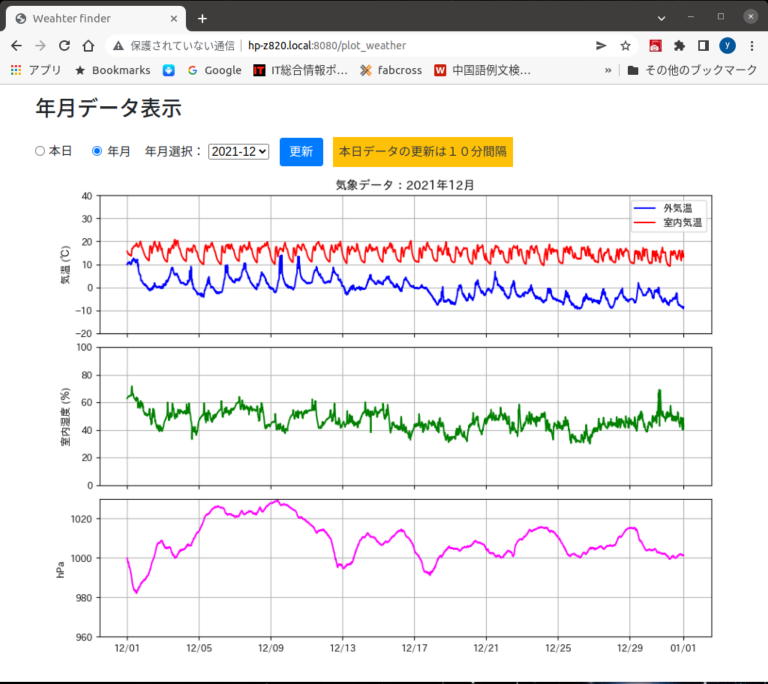 Weahter finder
保護されていない通信 hp-z820.local:8080/plot_weather
アプリ Bookmarks Google IT総合情報ポ… fabcross 中国語例文検… » その他のブックマーク
年月データ表示
本日 年月 年月選択： 2021-12 更新 本日データの更新は１０分間隔
気象データ：2021年12月
40
30
20
10
0
−10
−20
気温 (℃)
外気温
室内気温
100
80
60
40
20
0
室内湿度 (%)
1020
1000
980
960
hPa
12/01 12/05 12/09 12/13 12/17 12/21 12/25 12/29 01/01